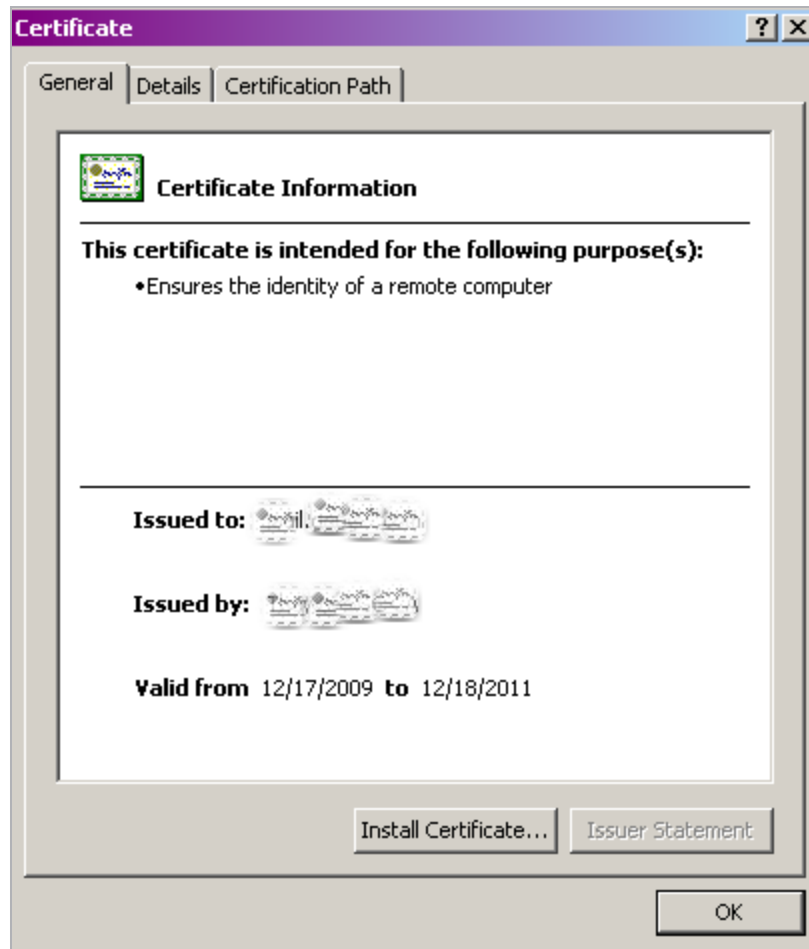 Certificate
General Details Certification Path
Certificate Information
This certificate is intended for the following purpose(s):
•Ensures the identity of a remote computer
Issued to:
Issued by:
Valid from 12/17/2009 to 12/18/2011
Install Certificate... Issuer Statement
OK